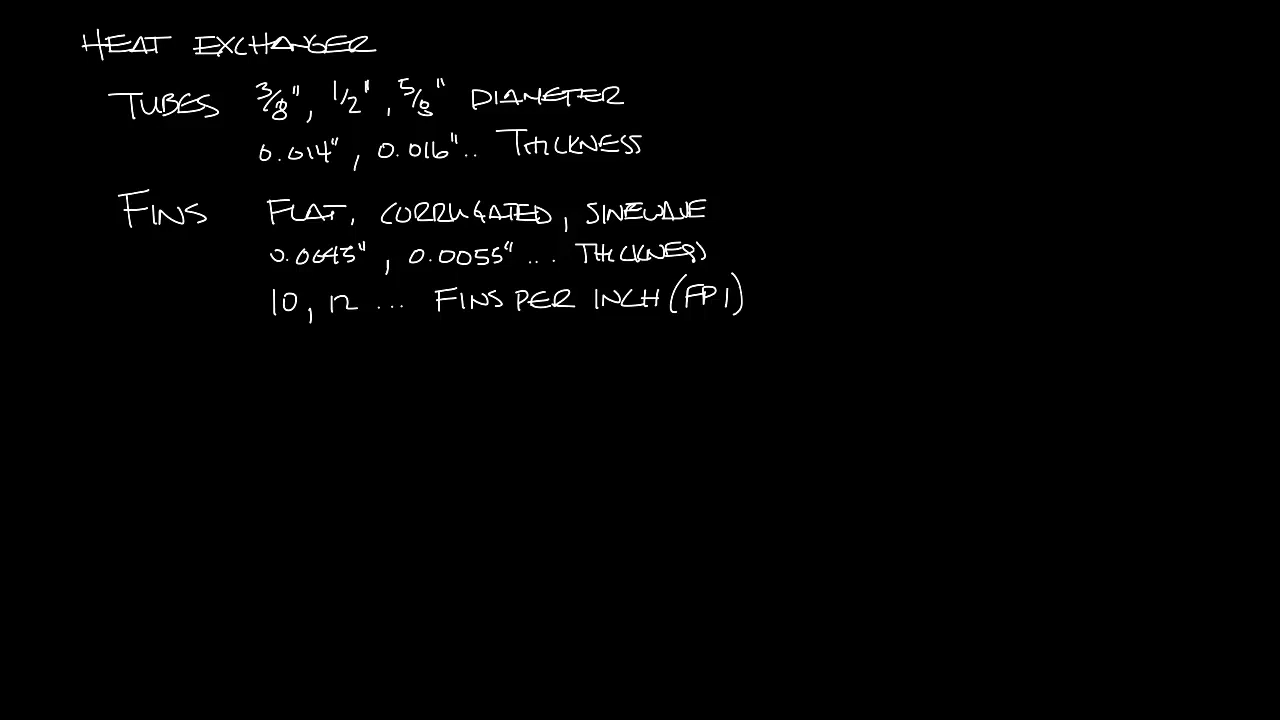 HEAT EXCHANGER
TUBES 3/8", 1/2", 5/8" DIAMETER
0.014", 0.016".. THICKNESS
FINS FLAT, CORRUGATED, SINEWAVE
0.0045", 0.0055" ... THICKNESS
10, 12 ... FINS PER INCH (FPI)